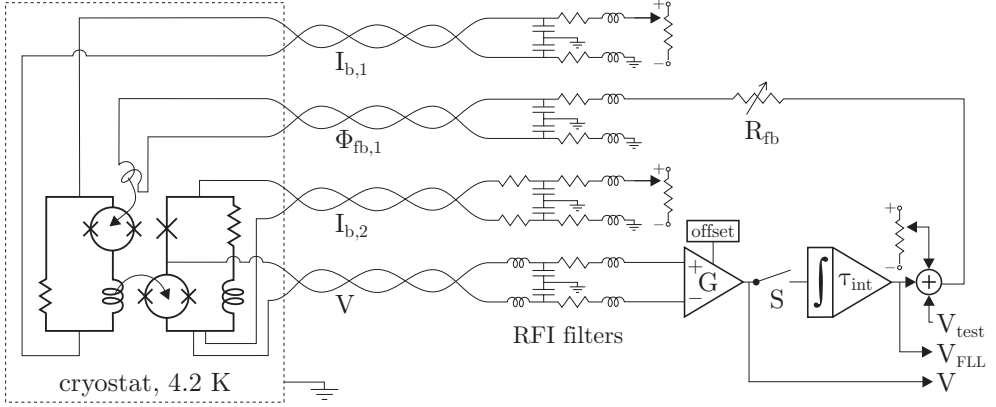 I_b,1
+
−
Φ_fb,1
R_fb
I_b,2
+
−
offset
+
G
−
S
∫
τ_int
+
−
+
V
RFI filters
V_test
V_FLL
V
cryostat, 4.2 K